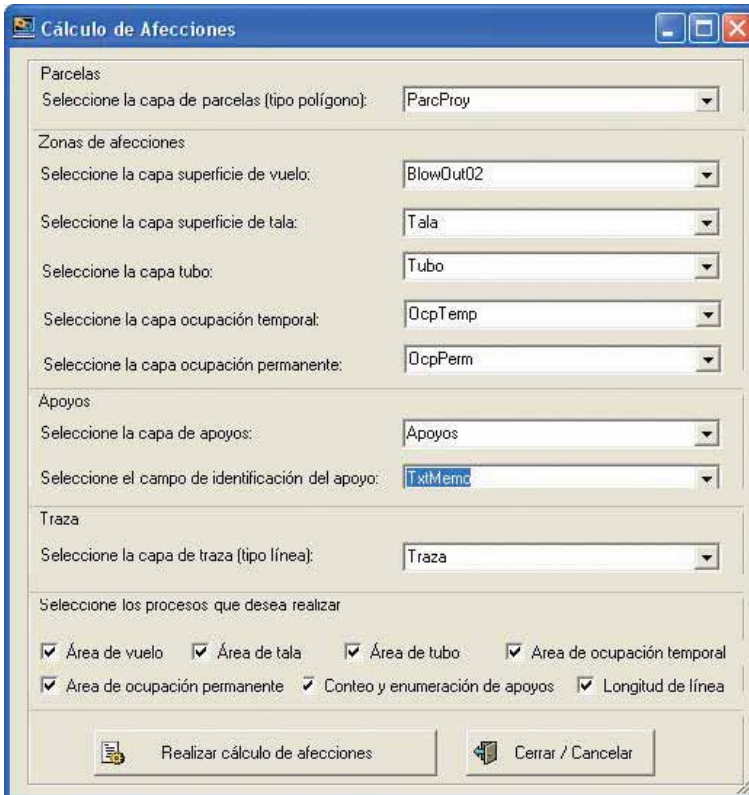 Cálculo de Afecciones
Parcelas
Seleccione la capa de parcelas (tipo polígono): ParcProy
Zonas de afecciones
Seleccione la capa superficie de vuelo: BlowOut02
Seleccione la capa superficie de tala: Tala
Seleccione la capa tubo: Tubo
Seleccione la capa ocupación temporal: OcpTemp
Seleccione la capa ocupación permanente: OcpPerm
Apoyos
Seleccione la capa de apoyos: Apoyos
Seleccione el campo de identificación del apoyo: TxtMemo
Traza
Seleccione la capa de traza (tipo línea): Traza
Seleccione los procesos que desea realizar
Área de vuelo Área de tala Área de tubo Area de ocupación temporal
Area de ocupación permanente Conteo y enumeración de apoyos Longitud de línea
Realizar cálculo de afecciones Cerrar / Cancelar